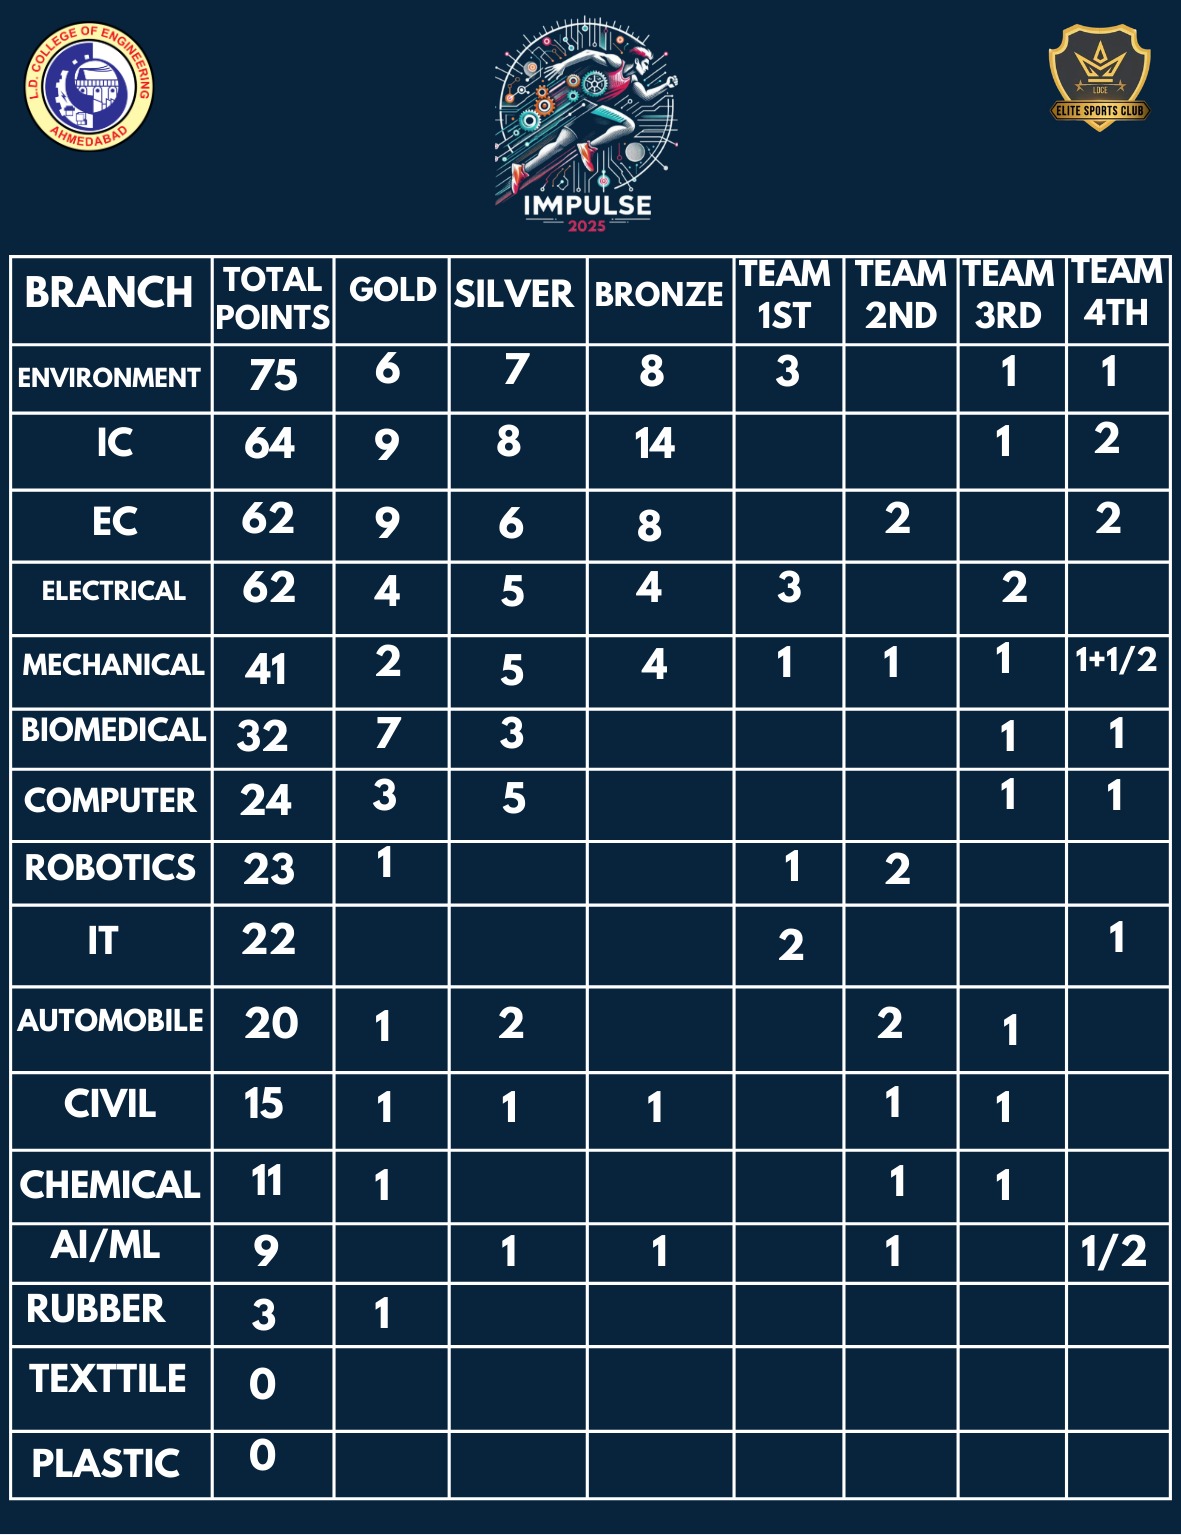 L.D. COLLEGE OF ENGINEERING
AHMEDABAD
IMMPULSE
2025
LDCE
ELITE SPORTS CLUB
BRANCH TOTAL POINTS GOLD SILVER BRONZE TEAM 1ST TEAM 2ND TEAM 3RD TEAM 4TH
ENVIRONMENT 75 6 7 8 3 1 1
IC 64 9 8 14 1 2
EC 62 9 6 8 2 2
ELECTRICAL 62 4 5 4 3 2
MECHANICAL 41 2 5 4 1 1 1 1+1/2
BIOMEDICAL 32 7 3 1 1
COMPUTER 24 3 5 1 1
ROBOTICS 23 1 1 2
IT 22 2 1
AUTOMOBILE 20 1 2 2 1
CIVIL 15 1 1 1 1 1
CHEMICAL 11 1 1 1
AI/ML 9 1 1 1 1/2
RUBBER 3 1
TEXTTILE 0
PLASTIC 0